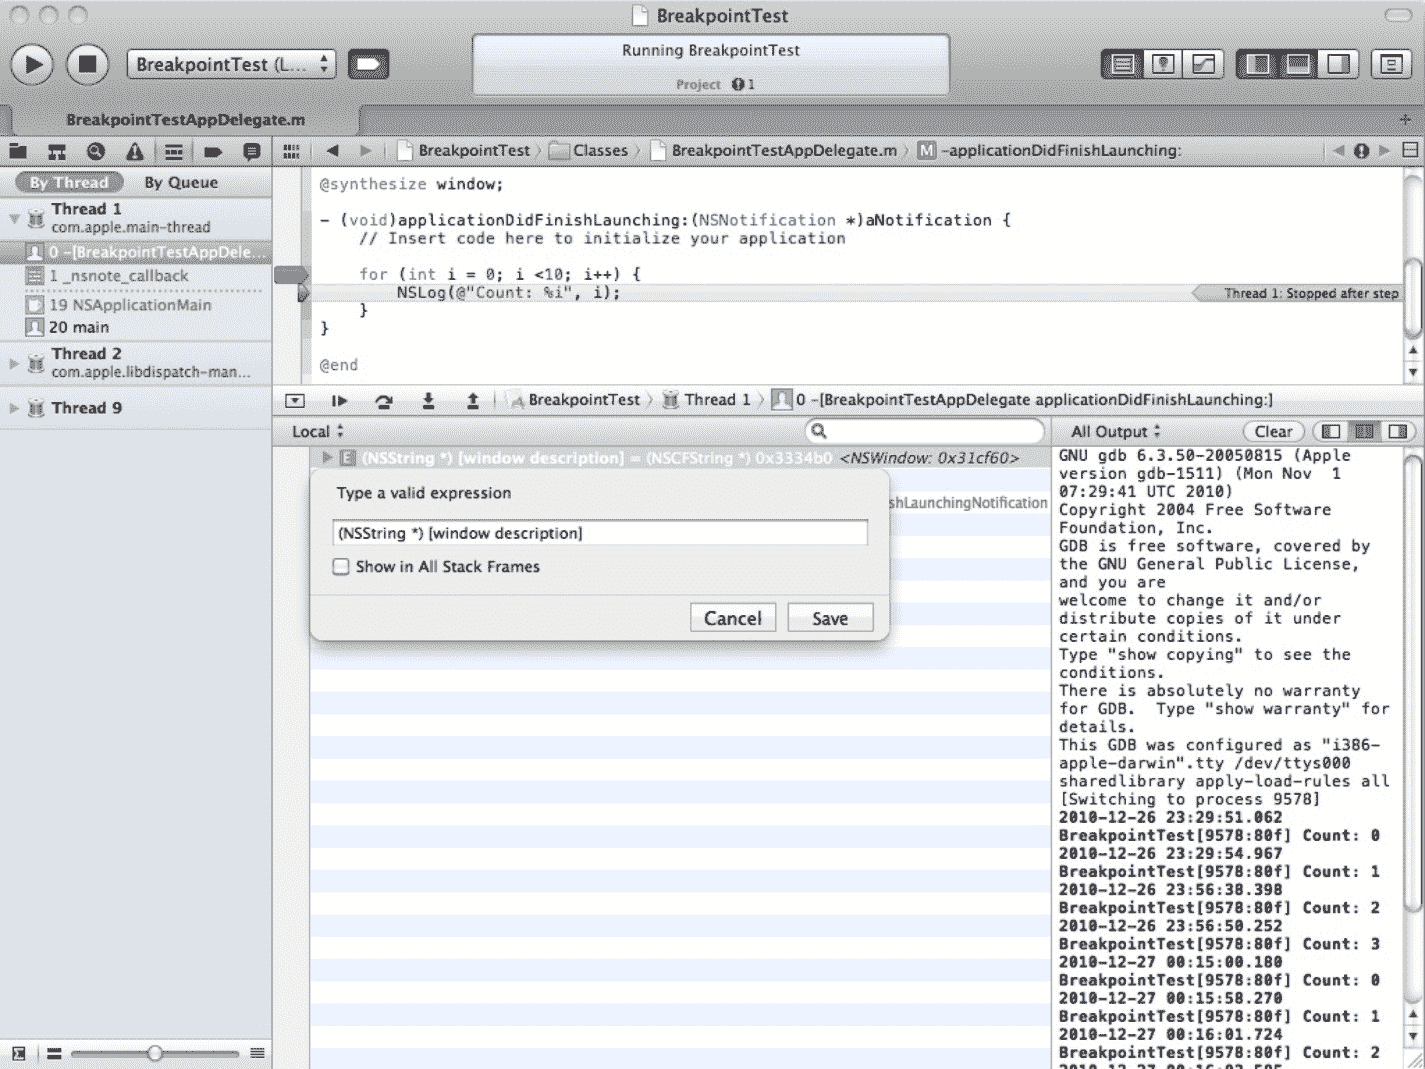 BreakpointTest
BreakpointTest (L...
Running BreakpointTest
Project 1
BreakpointTestAppDelegate.m
BreakpointTest
Classes
BreakpointTestAppDelegate.m
M -applicationDidFinishLaunching:
By Thread
By Queue
Thread 1
com.apple.main-thread
0 -[BreakpointTestAppDele...
1 _nsnote_callback
19 NSApplicationMain
20 main
Thread 2
com.apple.libdispatch-man...
Thread 9
@synthesize window;
- (void)applicationDidFinishLaunching:(NSNotification *)aNotification {
// Insert code here to initialize your application
for (int i = 0; i <10; i++) {
NSLog(@"Count: %i", i);
Thread 1: Stopped after step
}
}
@end
BreakpointTest
Thread 1
0 -[BreakpointTestAppDelegate applicationDidFinishLaunching:]
Local
All Output
Clear
E (NSString *) [window description] = (NSCFString *) 0x3334b0 <NSWindow: 0x31cf60>
shLaunchingNotification
Type a valid expression
(NSString *) [window description]
Show in All Stack Frames
Cancel
Save
GNU gdb 6.3.50-20050815 (Apple
version gdb-1511) (Mon Nov 1
07:29:41 UTC 2010)
Copyright 2004 Free Software
Foundation, Inc.
GDB is free software, covered by
the GNU General Public License,
and you are
welcome to change it and/or
distribute copies of it under
certain conditions.
Type "show copying" to see the
conditions.
There is absolutely no warranty
for GDB. Type "show warranty" for
details.
This GDB was configured as "i386-
apple-darwin".tty /dev/ttys000
sharedlibrary apply-load-rules all
[Switching to process 9578]
2010-12-26 23:29:51.062
BreakpointTest[9578:80f] Count: 0
2010-12-26 23:29:54.967
BreakpointTest[9578:80f] Count: 1
2010-12-26 23:56:38.398
BreakpointTest[9578:80f] Count: 2
2010-12-26 23:56:50.252
BreakpointTest[9578:80f] Count: 3
2010-12-27 00:15:00.180
BreakpointTest[9578:80f] Count: 0
2010-12-27 00:15:58.270
BreakpointTest[9578:80f] Count: 1
2010-12-27 00:16:01.724
BreakpointTest[9578:80f] Count: 2